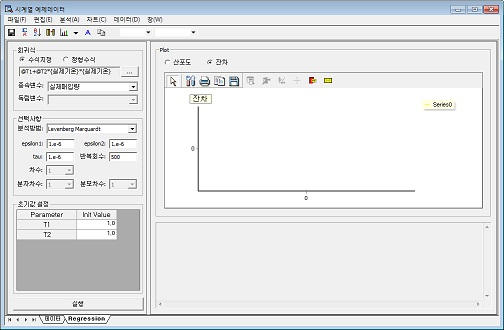 시계열 예제데이터
파일(F) 편집(E) 분석(A) 차트(C) 데이터(D) 창(W)
회귀식
수식지정 정형수식
@T1+@T2*(실제기온)*(실제기온) ...
종속변수: 실제매입량
독립변수:
선택사항
분석방법: Levenberg Marquardt
epsilon1: 1.e-6 epsilon2: 1.e-6
tau: 1.e-6 반복회수: 500
차수: 1
분자차수: 1 분모차수: 1
초기값 설정
Parameter Init Value
T1 1.0
T2 1.0
실행
Plot
산포도 잔차
잔차
Series0
0
0
데이터 Regression